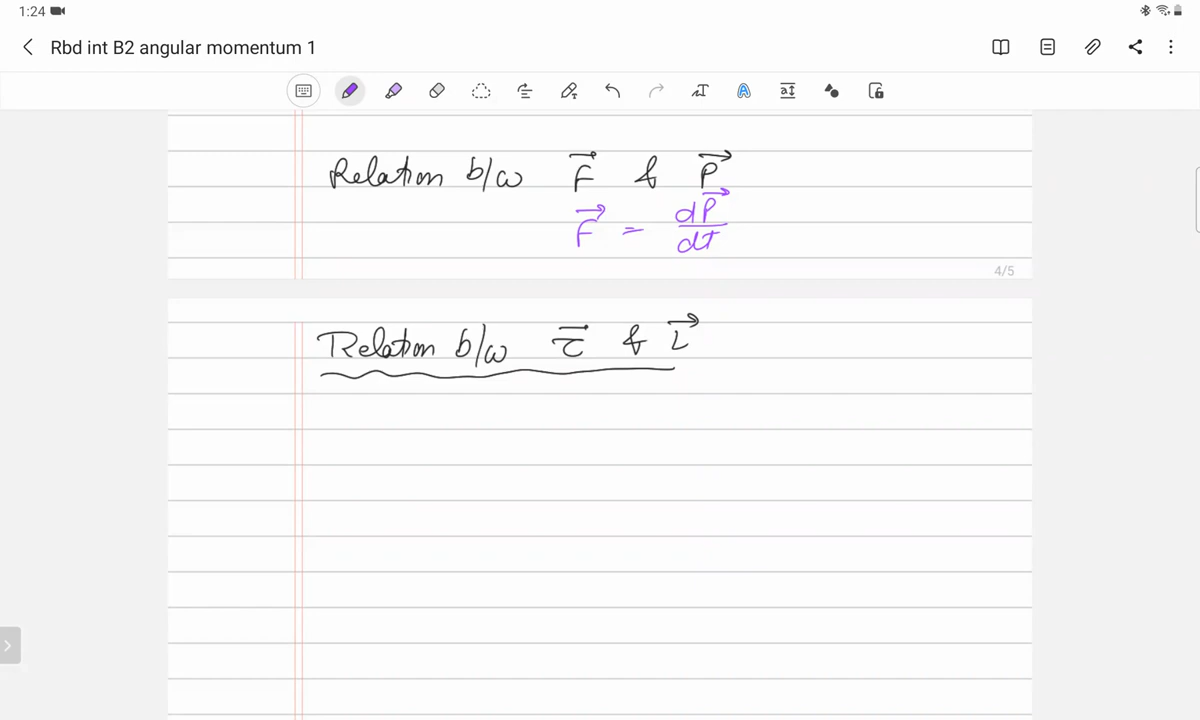 1:24
Rbd int B2 angular momentum 1
Relation b/w F⃗ & P⃗
F⃗ = dP⃗/dt
4/5
Relation b/w τ⃗ & L⃗